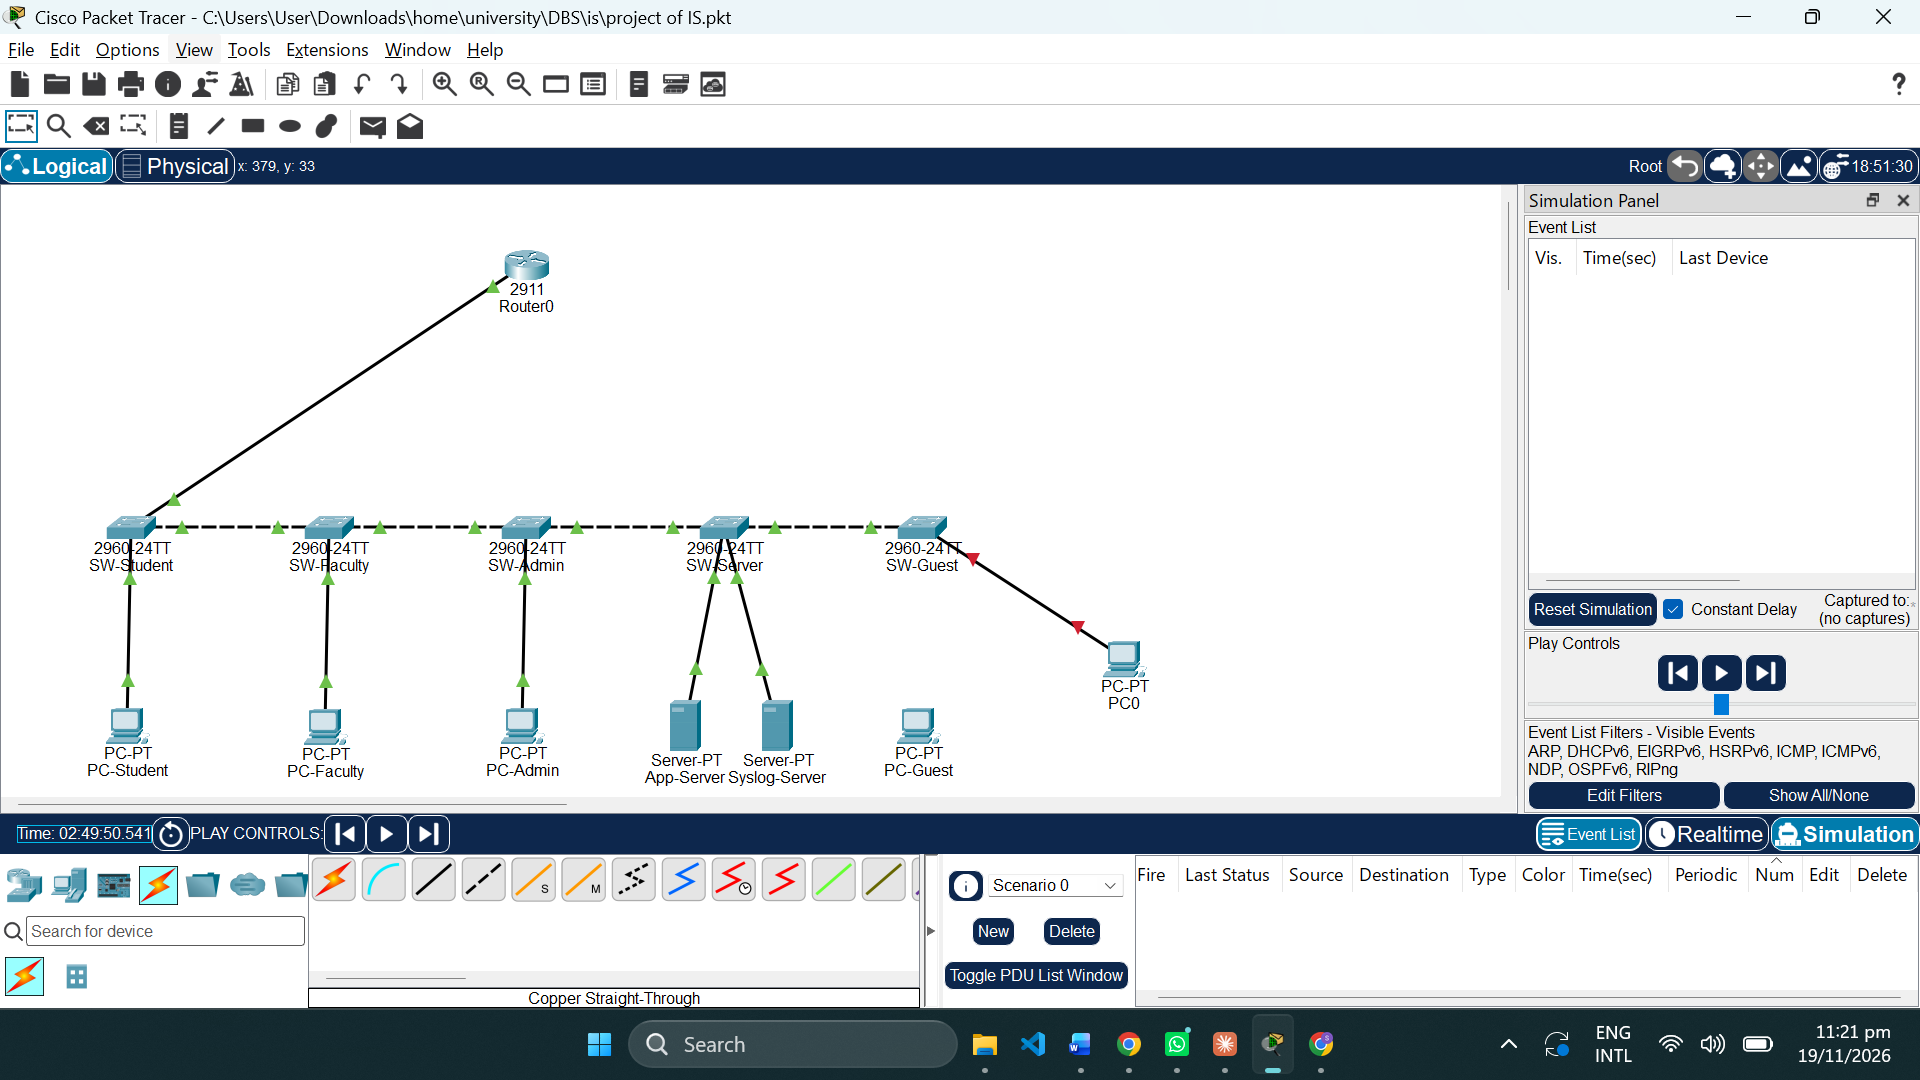 Cisco Packet Tracer - C:\Users\User\Downloads\home\university\DBS\is\project of IS.pkt
File Edit Options View Tools Extensions Window Help
Logical Physical x: 379, y: 33 Root 18:51:30
Simulation Panel
Event List
Vis. Time(sec) Last Device
2911
Router0
2960-24TT
SW-Student
2960-24TT
SW-Faculty
2960-24TT
SW-Admin
2960-24TT
SW-Server
2960-24TT
SW-Guest
PC-PT
PC0
PC-PT
PC-Student
PC-PT
PC-Faculty
PC-PT
PC-Admin
Server-PT
App-Server
Server-PT
Syslog-Server
PC-PT
PC-Guest
Reset Simulation Constant Delay Captured to:*
(no captures)
Play Controls
Event List Filters - Visible Events
ARP, DHCPv6, EIGRPv6, HSRPv6, ICMP, ICMPv6,
NDP, OSPFv6, RIPng
Edit Filters Show All/None
Time: 02:49:50.541 PLAY CONTROLS: Event List Realtime Simulation
S M
Search for device
Copper Straight-Through
Scenario 0
New Delete
Toggle PDU List Window
Fire Last Status Source Destination Type Color Time(sec) Periodic Num Edit Delete
Search
ENG
INTL
11:21 pm
19/11/2026